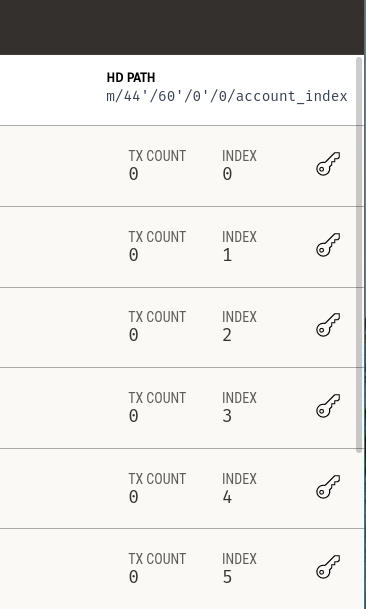 HD PATH
m/44'/60'/0'/0/account_index
TX COUNT INDEX
0 0
TX COUNT INDEX
0 1
TX COUNT INDEX
0 2
TX COUNT INDEX
0 3
TX COUNT INDEX
0 4
TX COUNT INDEX
0 5